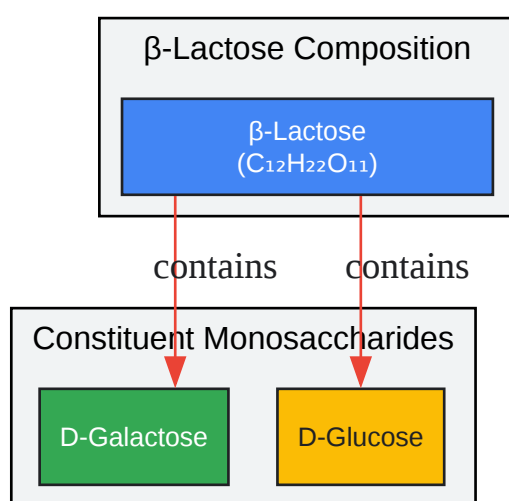 β-Lactose Composition
β-Lactose
(C₁₂H₂₂O₁₁)
contains
contains
Constituent Monosaccharides
D-Galactose
D-Glucose